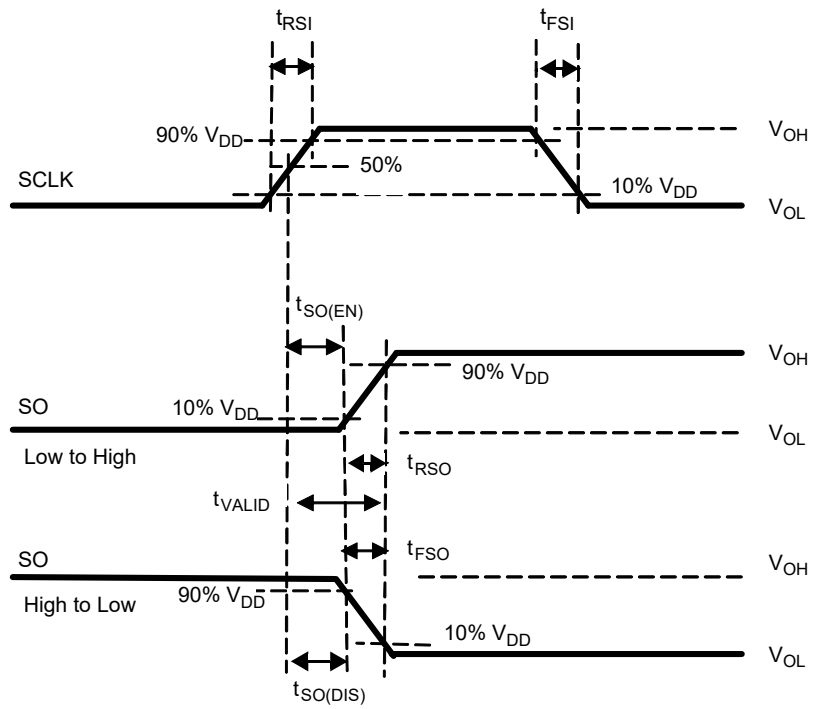 tRSI
tFSI
90% VDD
VOH
50%
SCLK
10% VDD
VOL
tSO(EN)
VOH
90% VDD
SO
10% VDD
VOL
Low to High
tRSO
tVALID
tFSO
SO
VOH
High to Low
90% VDD
10% VDD
VOL
tSO(DIS)